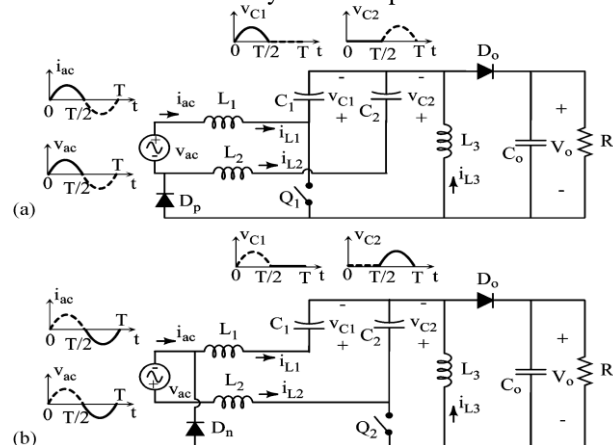 v_C1 v_C2
0 T/2 T t 0 T/2 T t
D_o
i_ac
0 T/2 T t
i_ac L_1 i_L1
C_1 v_C1 C_2 v_C2
- -
+ +
v_ac
0 T/2 T t
v_ac
L_2 i_L2
L_3 i_L3
C_o V_o R
+
-
(a)
D_p Q_1
v_C1 v_C2
0 T/2 T t 0 T/2 T t
D_o
i_ac
0 T/2 T t
i_ac L_1 i_L1
C_1 v_C1 C_2 v_C2
- -
+ +
v_ac
0 T/2 T t
v_ac
L_2 i_L2
L_3 i_L3
C_o V_o R
+
-
(b)
D_n Q_2